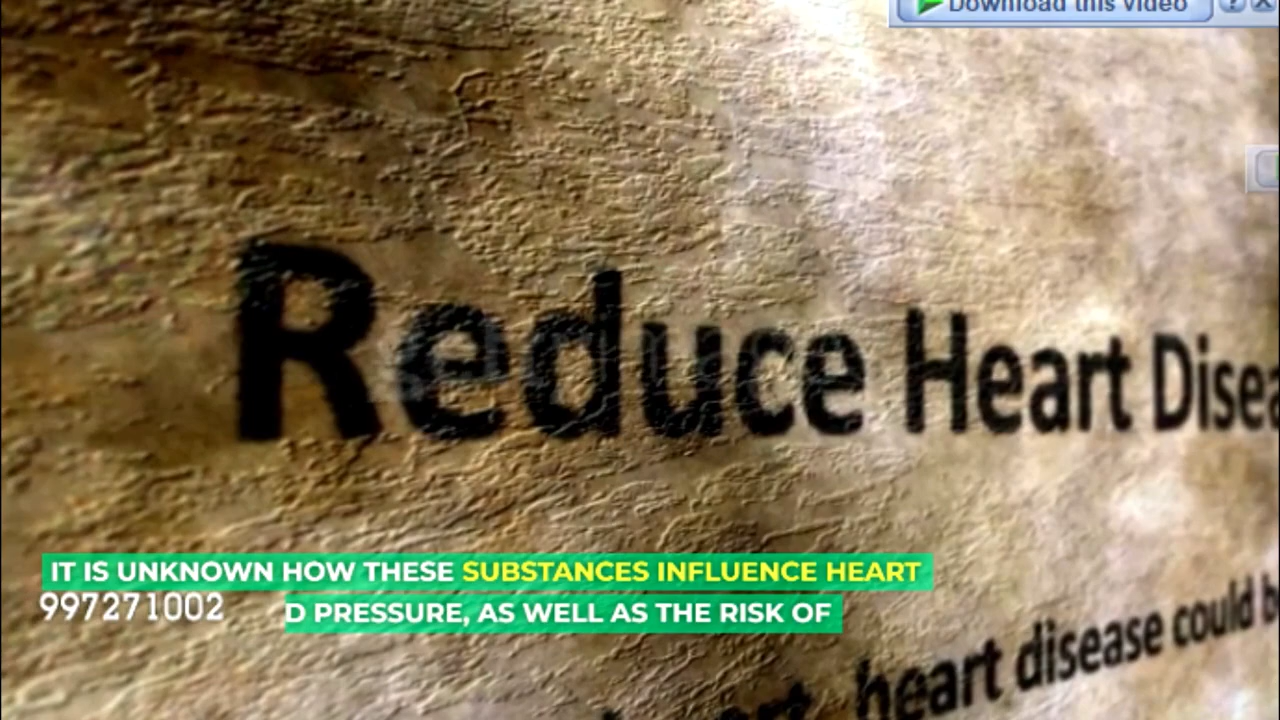 Download this video
Reduce Heart Disea
IT IS UNKNOWN HOW THESE SUBSTANCES INFLUENCE HEART
997271002
D PRESSURE, AS WELL AS THE RISK OF
heart disease could b